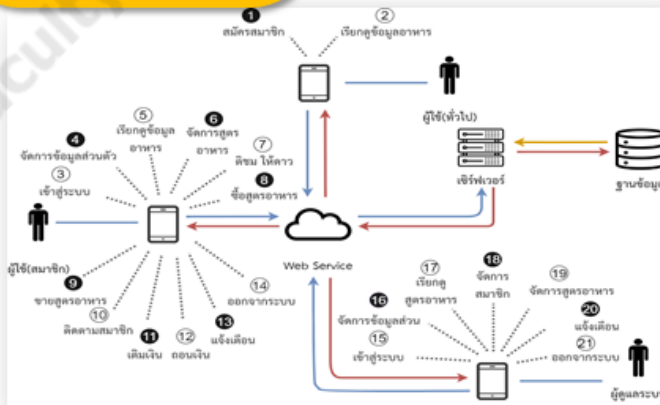 1
สมัครสมาชิก
2
เรียกดูข้อมูลอาหาร
ผู้ใช้(ทั่วไป)
เซิร์ฟเวอร์
ฐานข้อมูล
3
เข้าสู่ระบบ
4
จัดการข้อมูลส่วนตัว
5
เรียกดูข้อมูล
อาหาร
6
จัดการสูตร
อาหาร
7
ติชม ให้ดาว
8
ซื้อสูตรอาหาร
ผู้ใช้(สมาชิก)
9
ขายสูตรอาหาร
10
ติดตามสมาชิก
11
เติมเงิน
12
ถอนเงิน
13
แจ้งเตือน
14
ออกจากระบบ
Web Service
15
เข้าสู่ระบบ
16
จัดการข้อมูลส่วน
17
เรียกดู
สูตรอาหาร
18
จัดการ
สมาชิก
19
จัดการสูตรอาหาร
20
แจ้งเตือน
21
ออกจากระบบ
ผู้ดูแลระบบ